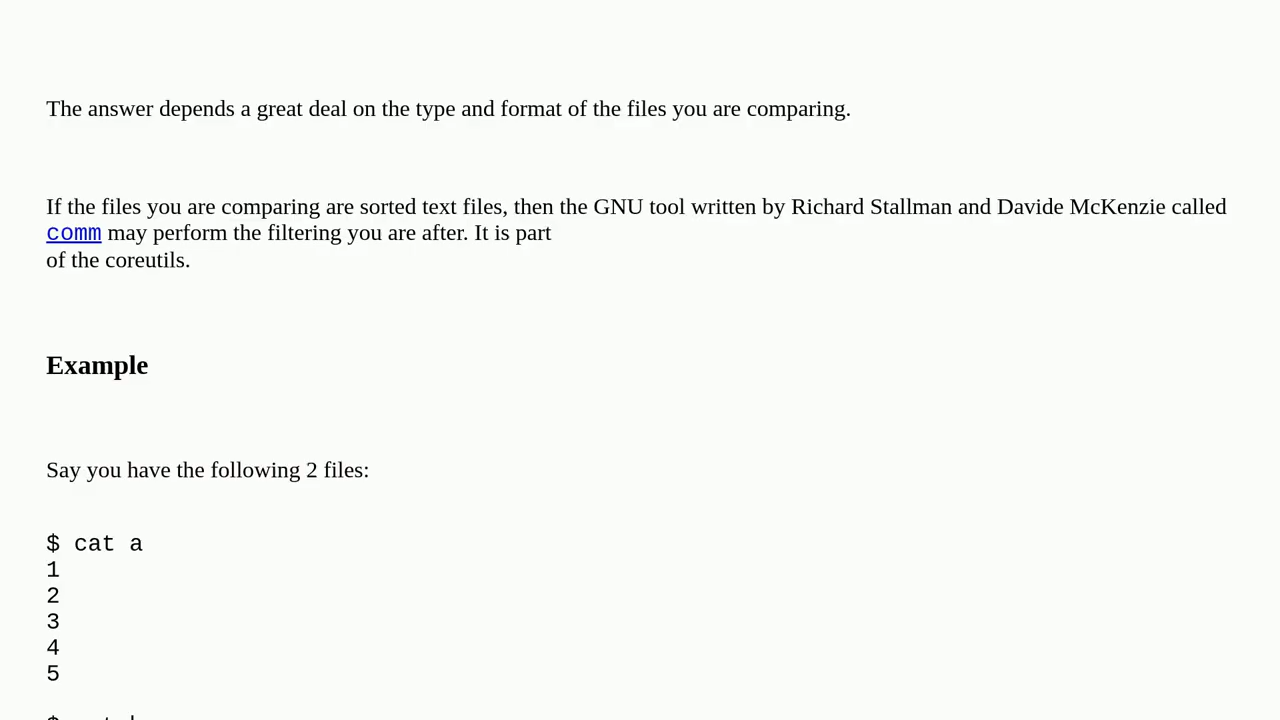 The answer depends a great deal on the type and format of the files you are comparing.
If the files you are comparing are sorted text files, then the GNU tool written by Richard Stallman and Davide McKenzie called
comm may perform the filtering you are after. It is part
of the coreutils.
Example
Say you have the following 2 files:
$ cat a
1
2
3
4
5